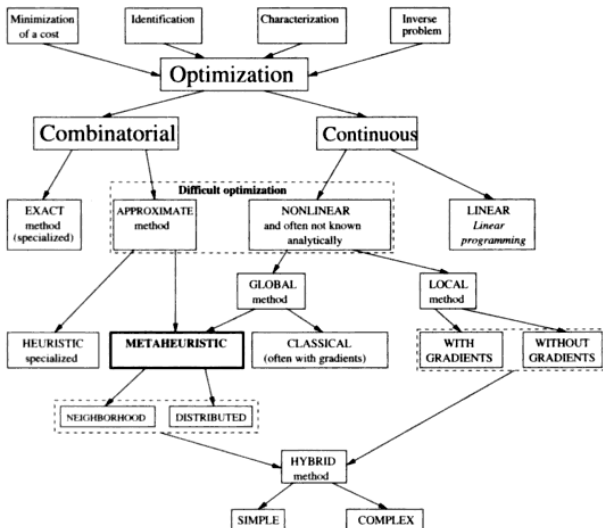 Minimization
of a cost
Identification
Characterization
Inverse
problem
Optimization
Combinatorial
Continuous
Difficult optimization
EXACT
method
(specialized)
APPROXIMATE
method
NONLINEAR
and often not known
analytically
LINEAR
Linear
programming
GLOBAL
method
LOCAL
method
HEURISTIC
specialized
METAHEURISTIC
CLASSICAL
(often with gradients)
WITH
GRADIENTS
WITHOUT
GRADIENTS
NEIGHBORHOOD
DISTRIBUTED
HYBRID
method
SIMPLE
COMPLEX